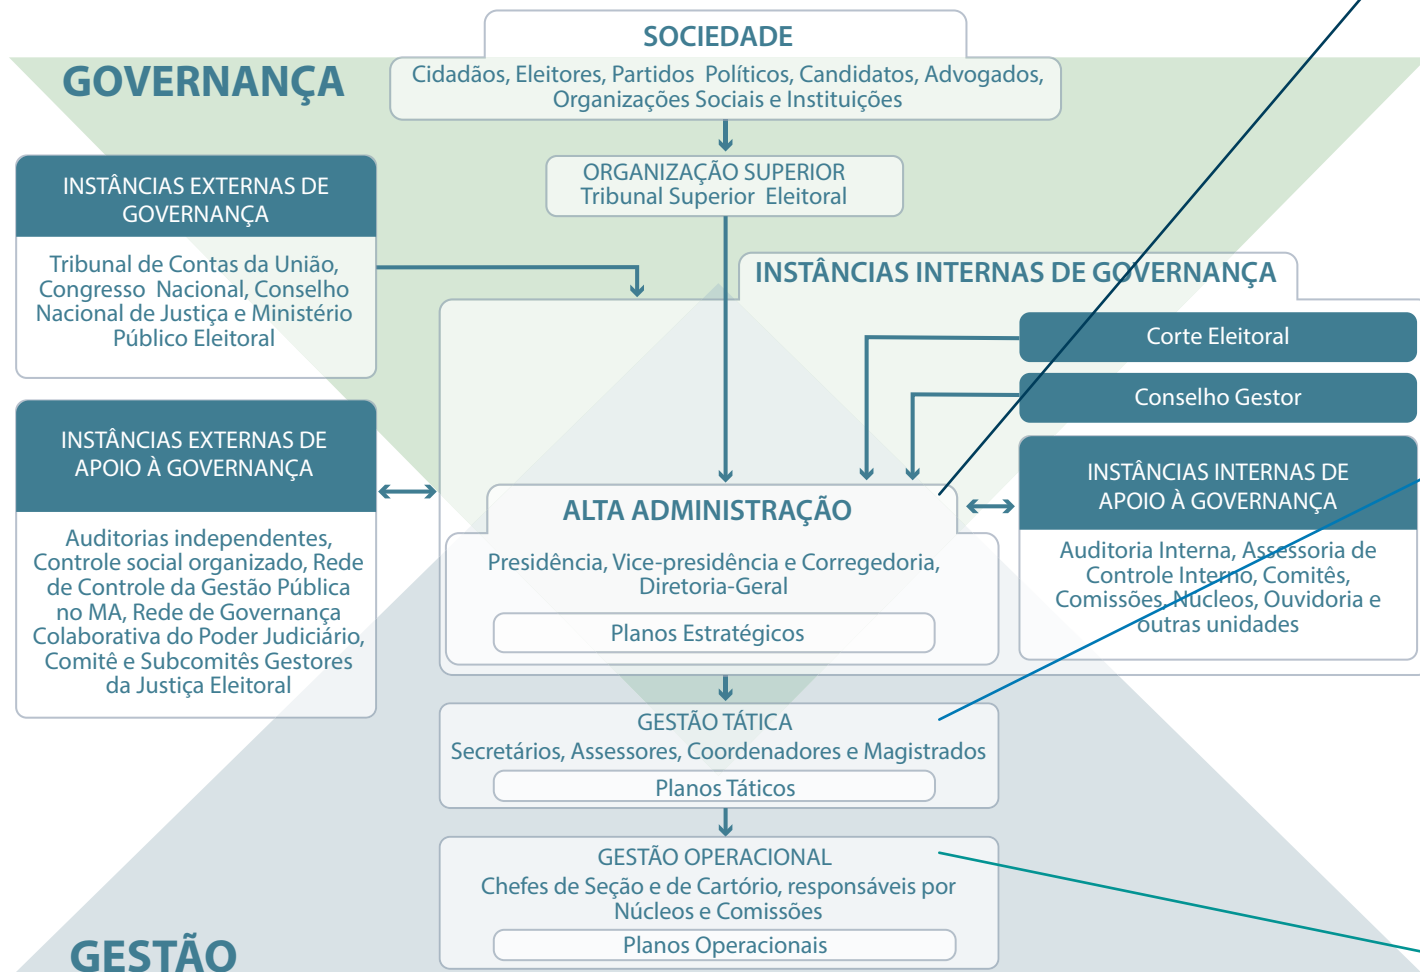 SOCIEDADE
Cidadãos, Eleitores, Partidos Políticos, Candidatos, Advogados,
Organizações Sociais e Instituições
GOVERNANÇA
ORGANIZAÇÃO SUPERIOR
Tribunal Superior Eleitoral
INSTÂNCIAS EXTERNAS DE
GOVERNANÇA
Tribunal de Contas da União,
Congresso Nacional, Conselho
Nacional de Justiça e Ministério
Público Eleitoral
INSTÂNCIAS INTERNAS DE GOVERNANÇA
Corte Eleitoral
Conselho Gestor
INSTÂNCIAS EXTERNAS DE
APOIO À GOVERNANÇA
Auditorias independentes,
Controle social organizado, Rede
de Controle da Gestão Pública
no MA, Rede de Governança
Colaborativa do Poder Judiciário,
Comitê e Subcomitês Gestores
da Justiça Eleitoral
ALTA ADMINISTRAÇÃO
Presidência, Vice-presidência e Corregedoria,
Diretoria-Geral
Planos Estratégicos
INSTÂNCIAS INTERNAS DE
APOIO À GOVERNANÇA
Auditoria Interna, Assessoria de
Controle Interno, Comitês,
Comissões, Núcleos, Ouvidoria e
outras unidades
GESTÃO TÁTICA
Secretários, Assessores, Coordenadores e Magistrados
Planos Táticos
GESTÃO OPERACIONAL
Chefes de Seção e de Cartório, responsáveis por
Núcleos e Comissões
Planos Operacionais
GESTÃO